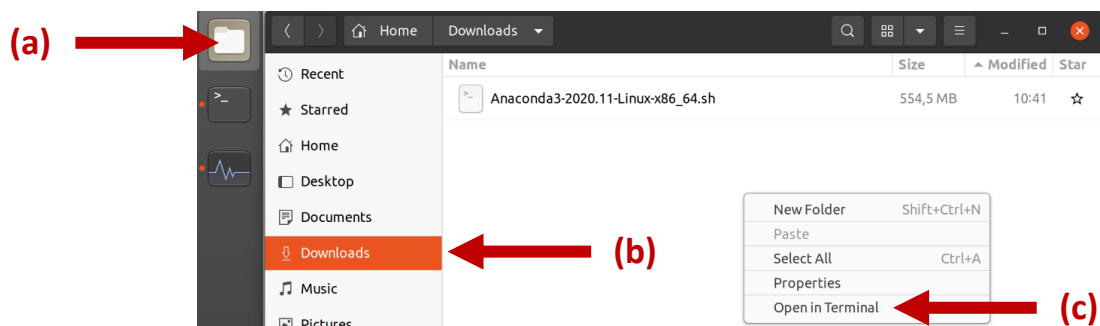 (a)
Home Downloads
Recent
Starred
Home
Desktop
Documents
Downloads
Music
Pictures
Name Size Modified Star
>_ Anaconda3-2020.11-Linux-x86_64.sh 554,5 MB 10:41
>_
(b)
New Folder Shift+Ctrl+N
Paste
Select All Ctrl+A
Properties
Open in Terminal
(c)